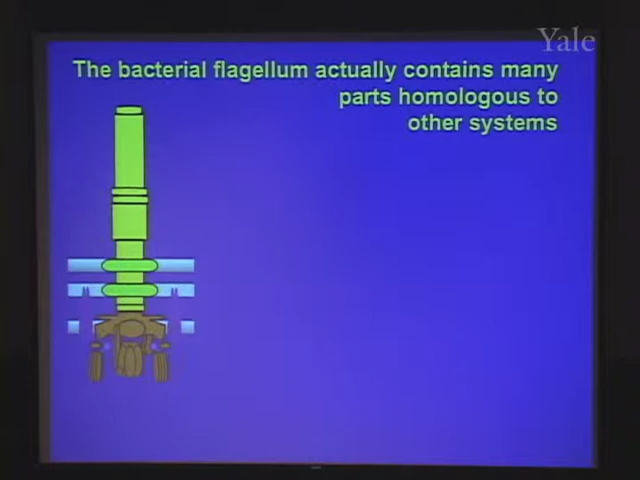 Yale
The bacterial flagellum actually contains many
parts homologous to
other systems